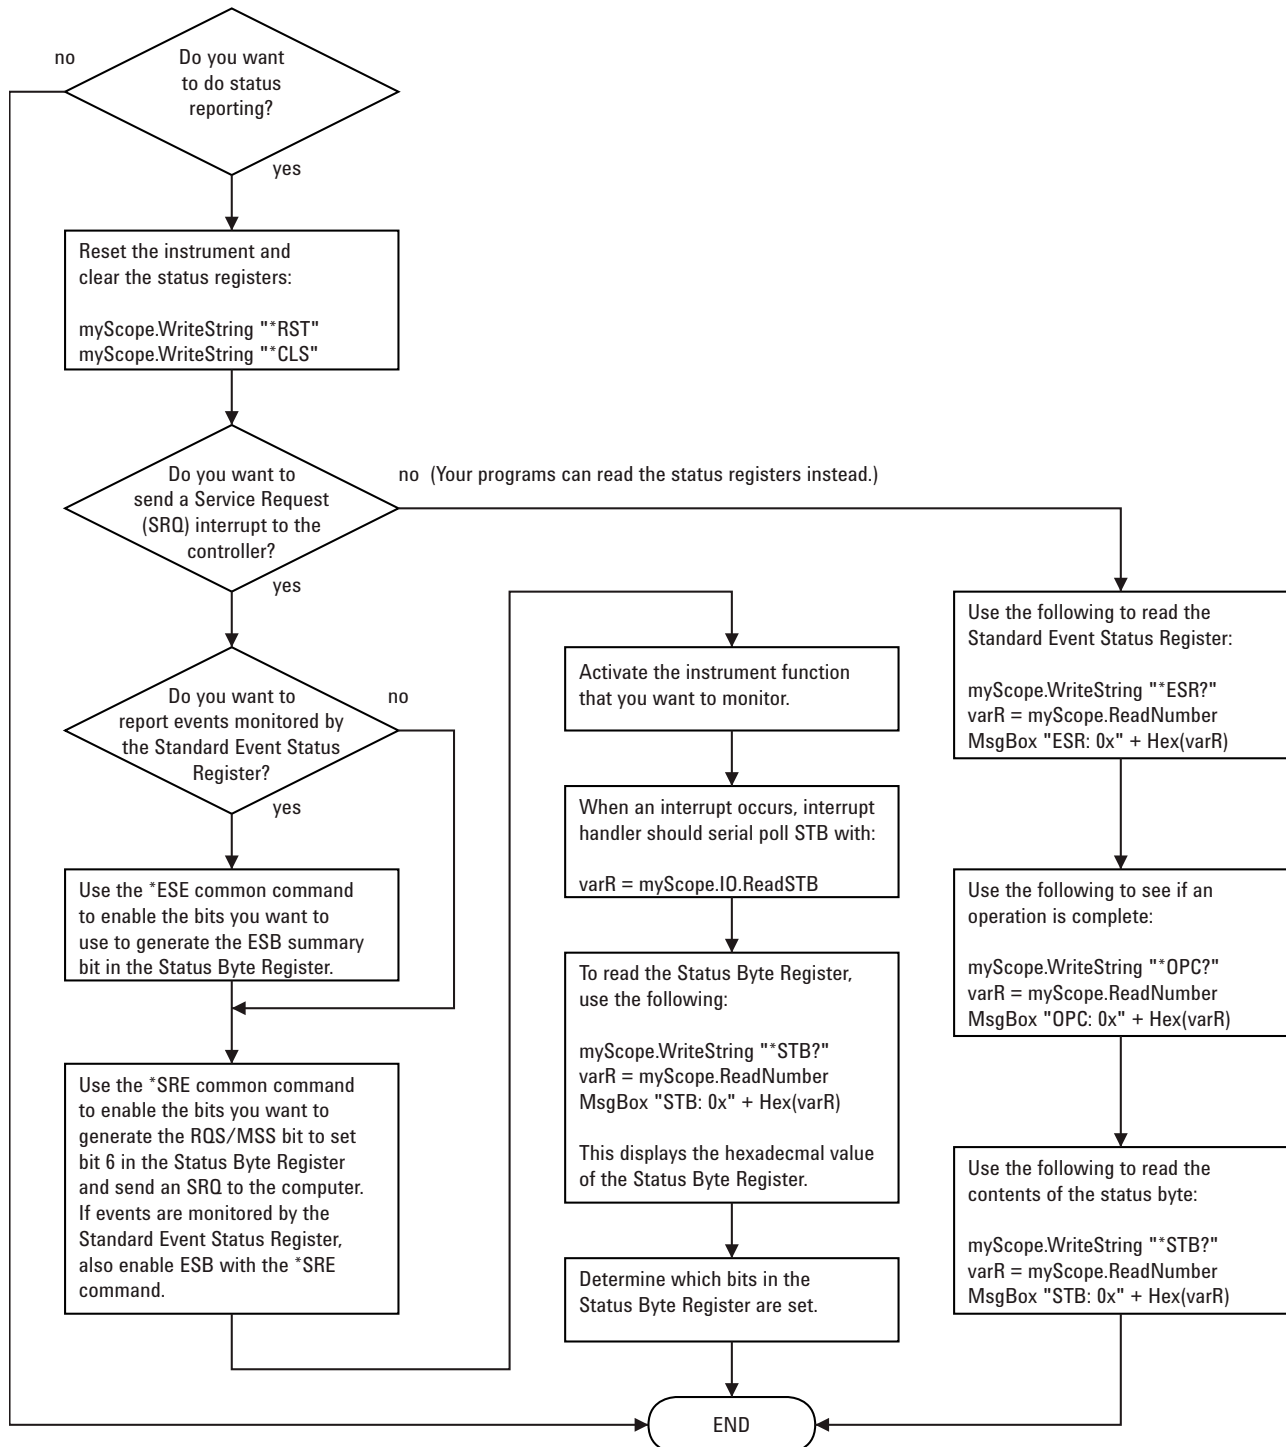 Do you want
to do status
reporting?
no
yes
Reset the instrument and
clear the status registers:
myScope.WriteString "*RST"
myScope.WriteString "*CLS"
Do you want to
send a Service Request
(SRQ) interrupt to the
controller?
no (Your programs can read the status registers instead.)
yes
Do you want to
report events monitored by
the Standard Event Status
Register?
no
yes
Use the *ESE common command
to enable the bits you want to
use to generate the ESB summary
bit in the Status Byte Register.
Use the *SRE common command
to enable the bits you want to
generate the RQS/MSS bit to set
bit 6 in the Status Byte Register
and send an SRQ to the computer.
If events are monitored by the
Standard Event Status Register,
also enable ESB with the *SRE
command.
Activate the instrument function
that you want to monitor.
When an interrupt occurs, interrupt
handler should serial poll STB with:
varR = myScope.IO.ReadSTB
To read the Status Byte Register,
use the following:
myScope.WriteString "*STB?"
varR = myScope.ReadNumber
MsgBox "STB: 0x" + Hex(varR)
This displays the hexadecmal value
of the Status Byte Register.
Determine which bits in the
Status Byte Register are set.
Use the following to read the
Standard Event Status Register:
myScope.WriteString "*ESR?"
varR = myScope.ReadNumber
MsgBox "ESR: 0x" + Hex(varR)
Use the following to see if an
operation is complete:
myScope.WriteString "*OPC?"
varR = myScope.ReadNumber
MsgBox "OPC: 0x" + Hex(varR)
Use the following to read the
contents of the status byte:
myScope.WriteString "*STB?"
varR = myScope.ReadNumber
MsgBox "STB: 0x" + Hex(varR)
END